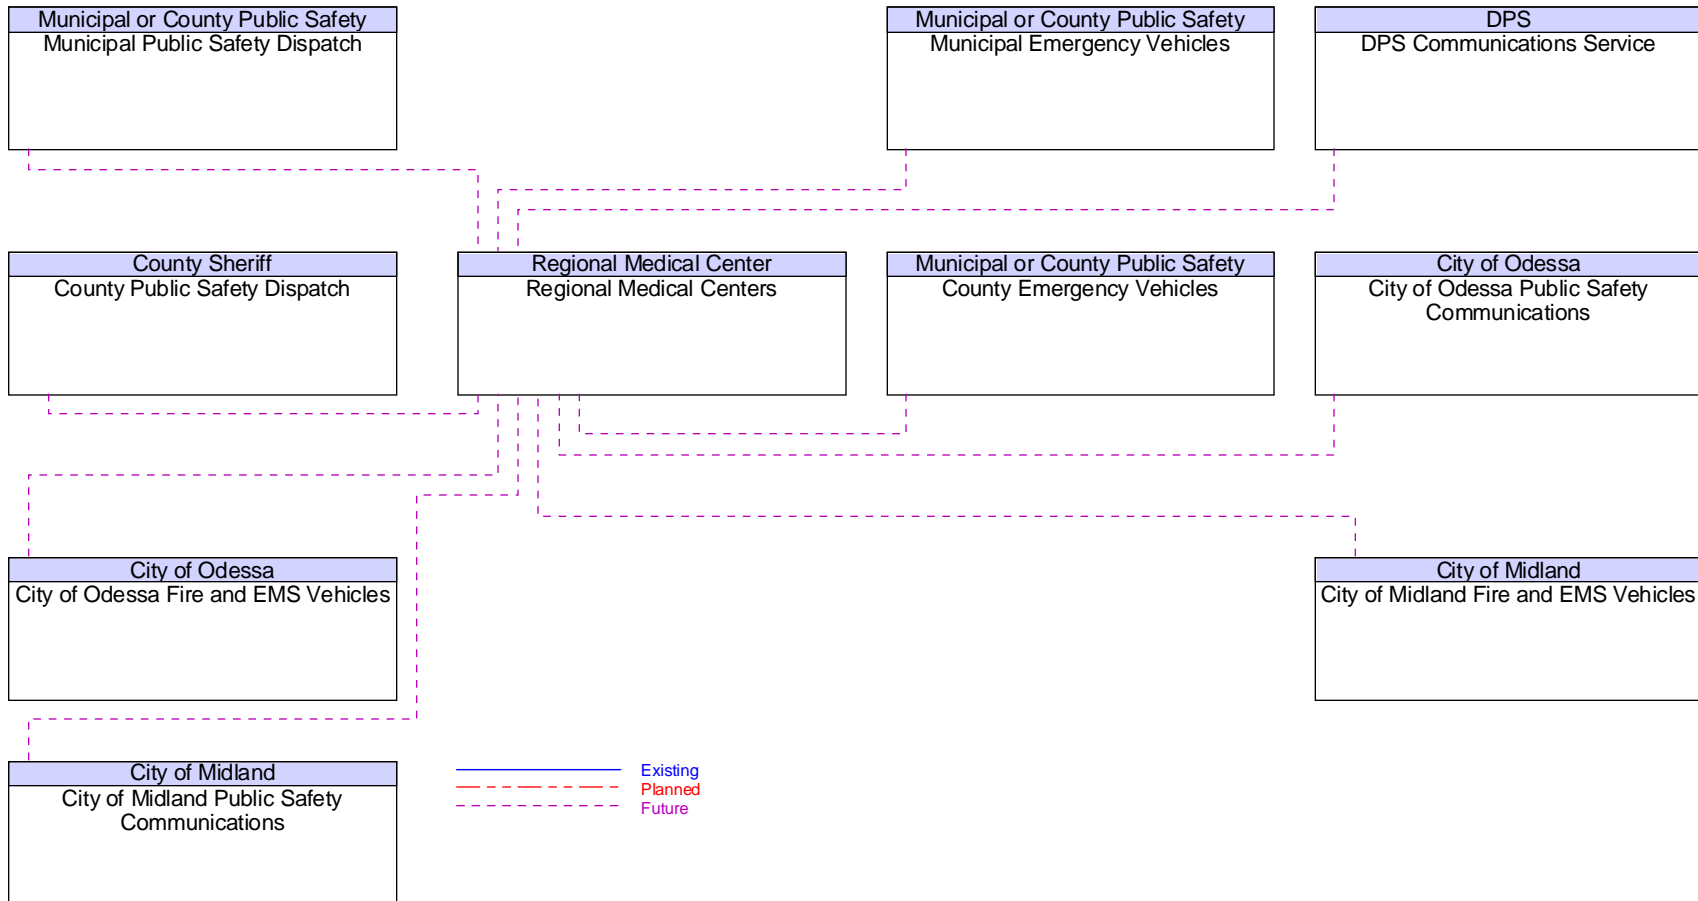 Municipal or County Public Safety
Municipal Public Safety Dispatch
Municipal or County Public Safety
Municipal Emergency Vehicles
DPS
DPS Communications Service
County Sheriff
County Public Safety Dispatch
Regional Medical Center
Regional Medical Centers
Municipal or County Public Safety
County Emergency Vehicles
City of Odessa
City of Odessa Public Safety
Communications
City of Odessa
City of Odessa Fire and EMS Vehicles
City of Midland
City of Midland Fire and EMS Vehicles
City of Midland
City of Midland Public Safety
Communications
Existing
Planned
Future